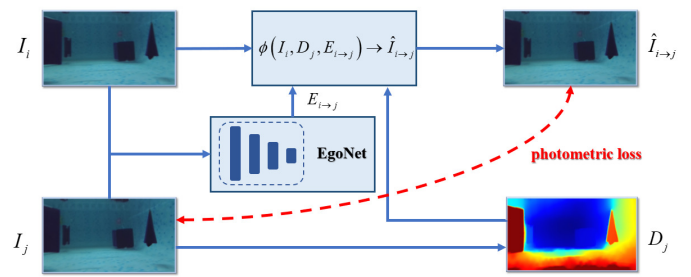 I_i
ϕ(I_i, D_j, E_{i→j}) → Î_{i→j}
Î_{i→j}
E_{i→j}
EgoNet
photometric loss
I_j
D_j